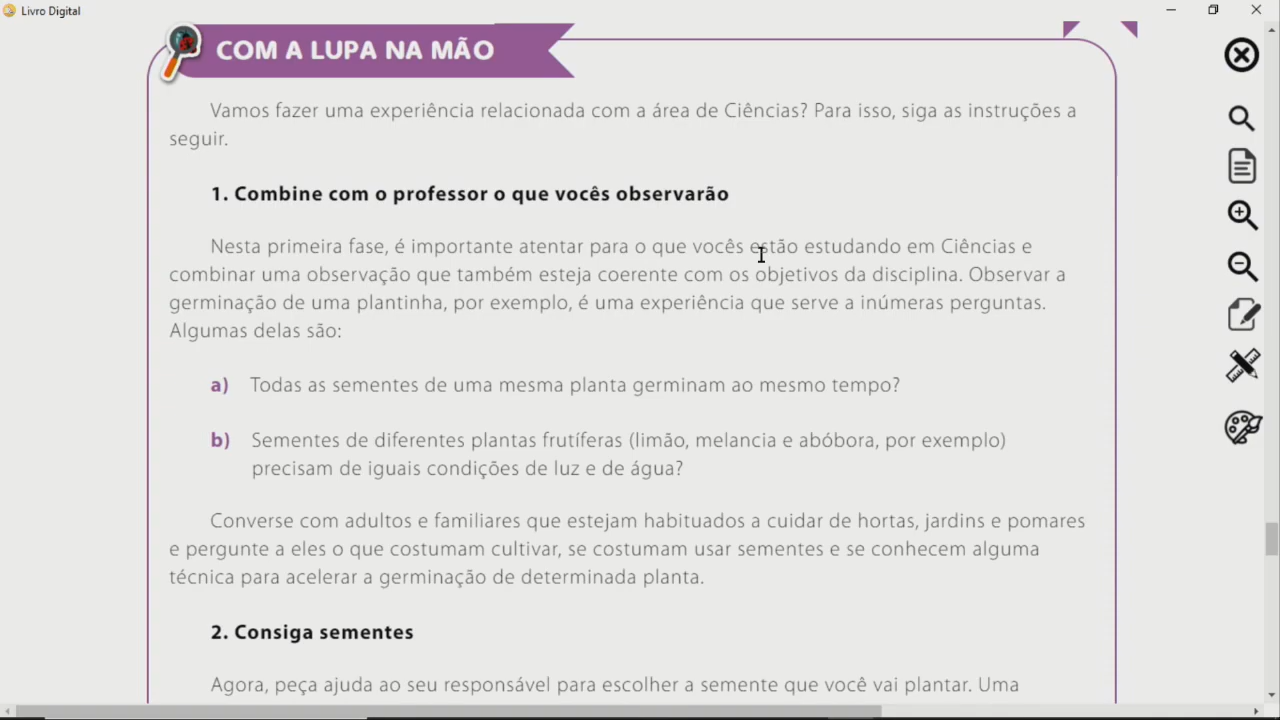 Livro Digital
COM A LUPA NA MÃO
Vamos fazer uma experiência relacionada com a área de Ciências? Para isso, siga as instruções a
seguir.
1. Combine com o professor o que vocês observarão
Nesta primeira fase, é importante atentar para o que vocês estão estudando em Ciências e
combinar uma observação que também esteja coerente com os objetivos da disciplina. Observar a
germinação de uma plantinha, por exemplo, é uma experiência que serve a inúmeras perguntas.
Algumas delas são:
a) Todas as sementes de uma mesma planta germinam ao mesmo tempo?
b) Sementes de diferentes plantas frutíferas (limão, melancia e abóbora, por exemplo)
precisam de iguais condições de luz e de água?
Converse com adultos e familiares que estejam habituados a cuidar de hortas, jardins e pomares
e pergunte a eles o que costumam cultivar, se costumam usar sementes e se conhecem alguma
técnica para acelerar a germinação de determinada planta.
2. Consiga sementes
Agora, peça ajuda ao seu responsável para escolher a semente que você vai plantar. Uma